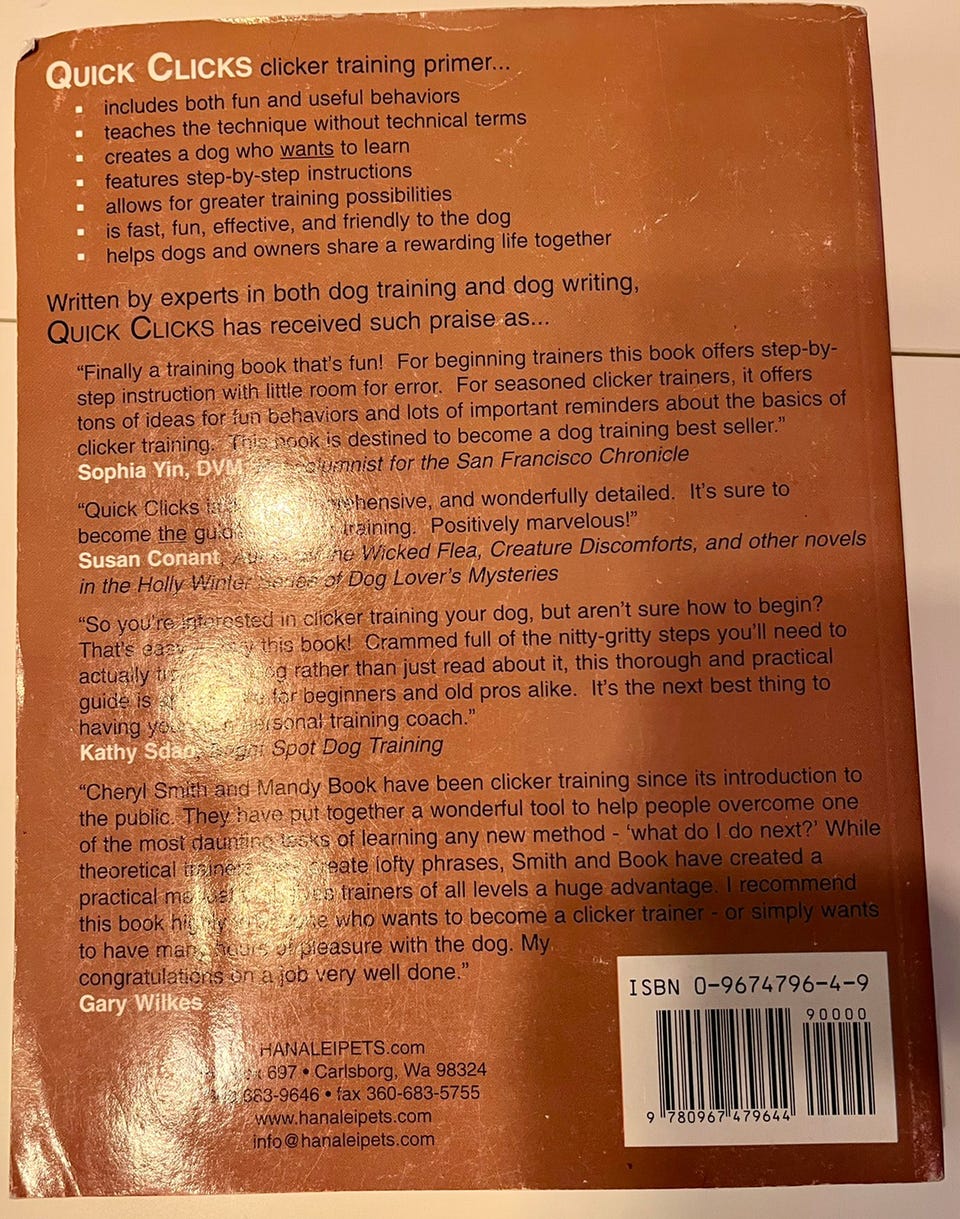 QUICK CLICKS clicker training primer...
includes both fun and useful behaviors
teaches the technique without technical terms
creates a dog who wants to learn
features step-by-step instructions
allows for greater training possibilities
is fast, fun, effective, and friendly to the dog
helps dogs and owners share a rewarding life together
Written by experts in both dog training and dog writing,
QUICK CLICKS has received such praise as...
“Finally a training book that's fun! For beginning trainers this book offers step-by-
step instruction with little room for error. For seasoned clicker trainers, it offers
tons of ideas for fun behaviors and lots of important reminders about the basics of
clicker training. This book is destined to become a dog training best seller.”
Sophia Yin, DVM columnist for the San Francisco Chronicle
“Quick Clicks and wonderfully detailed. It's sure to
become the training. Positively marvelous!”
Susan Conant, Wicked Flea, Creature Discomforts, and other novels
in the Holly Winter Series of Dog Lover's Mysteries
“So you're interested in clicker training your dog, but aren't sure how to begin?
That's this book! Crammed full of the nitty-gritty steps you'll need to
actually rather than just read about it, this thorough and practical
guide is for beginners and old pros alike. It's the next best thing to
having personal training coach.”
Kathy Sdao, Bright Spot Dog Training
“Cheryl Smith and Mandy Book have been clicker training since its introduction to
the public. They have put together a wonderful tool to help people overcome one
of the most daunting tasks of learning any new method - ‘what do I do next?’ While
theoretical trainers create lofty phrases, Smith and Book have created a
practical trainers of all levels a huge advantage. I recommend
this book highly who wants to become a clicker trainer - or simply wants
to have many hours of pleasure with the dog. My
congratulations on a job very well done.”
Gary Wilkes
HANALEIPETS.com
697 • Carlsborg, Wa 98324
683-9646 • fax 360-683-5755
www.hanaleipets.com
info@hanaleipets.com
ISBN 0-9674796-4-9
90000
9 780967 479644